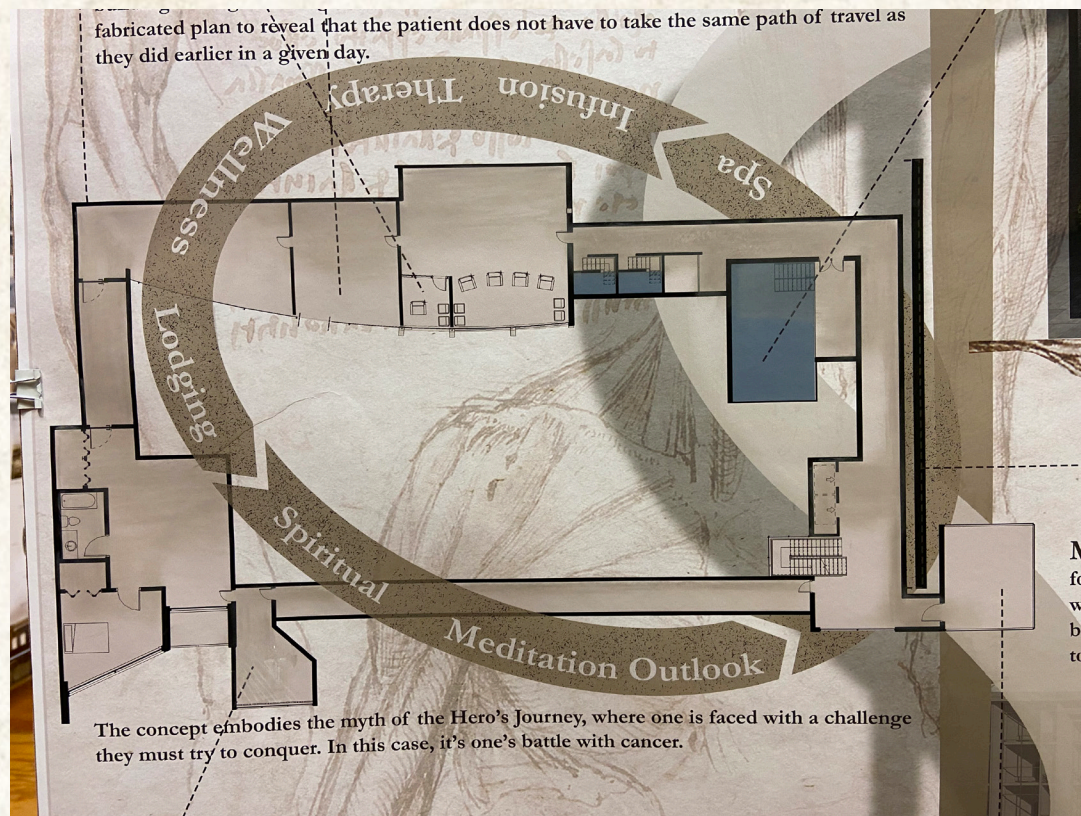 fabricated plan to reveal that the patient does not have to take the same path of travel as
they did earlier in a given day.
Therapy
Infusion
Wellness
Spa
Lodging
Spiritual
Meditation Outlook
The concept embodies the myth of the Hero's Journey, where one is faced with a challenge
they must try to conquer. In this case, it's one's battle with cancer.